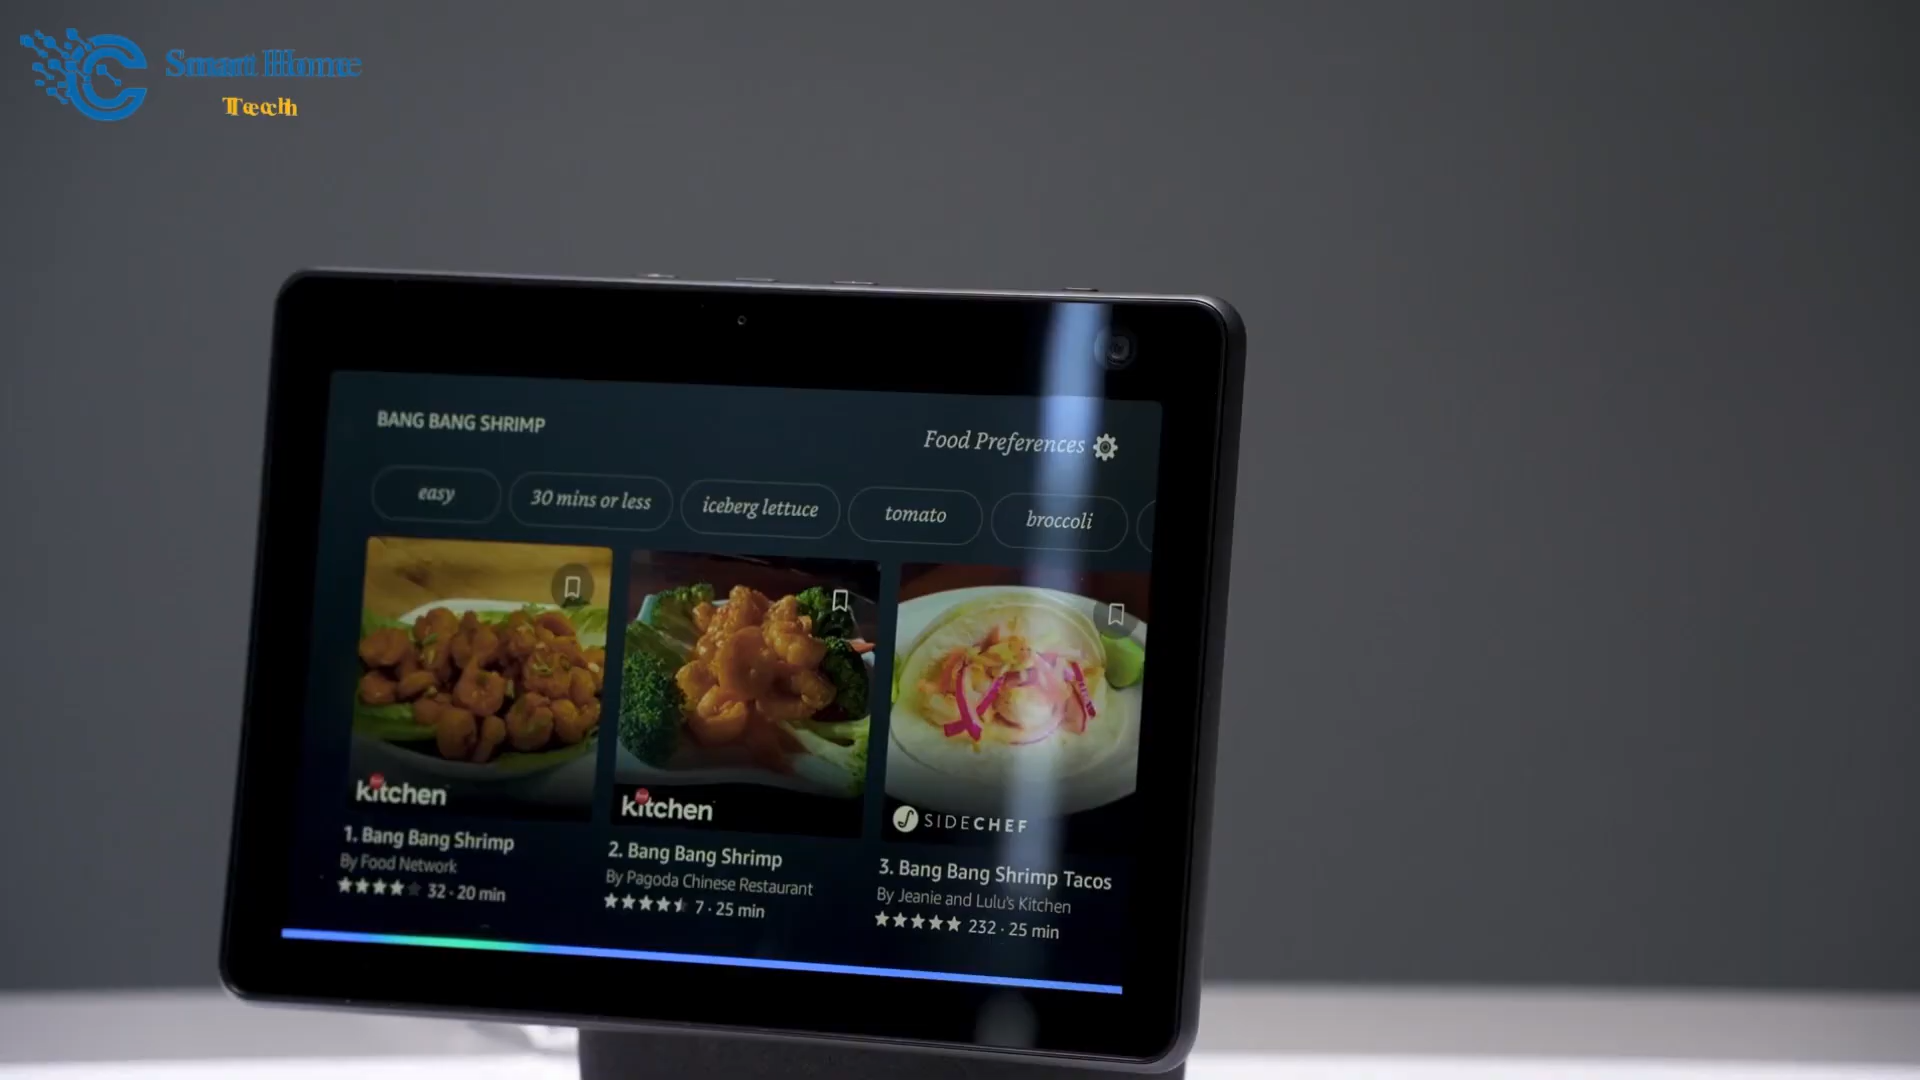 Smart Home
Tech
BANG BANG SHRIMP
Food Preferences
easy
30 mins or less
iceberg lettuce
tomato
broccoli
kitchen
kitchen
SIDECHEF
1. Bang Bang Shrimp
By Food Network
32 · 20 min
2. Bang Bang Shrimp
By Pagoda Chinese Restaurant
7 · 25 min
3. Bang Bang Shrimp Tacos
By Jeanie and Lulu's Kitchen
232 · 25 min